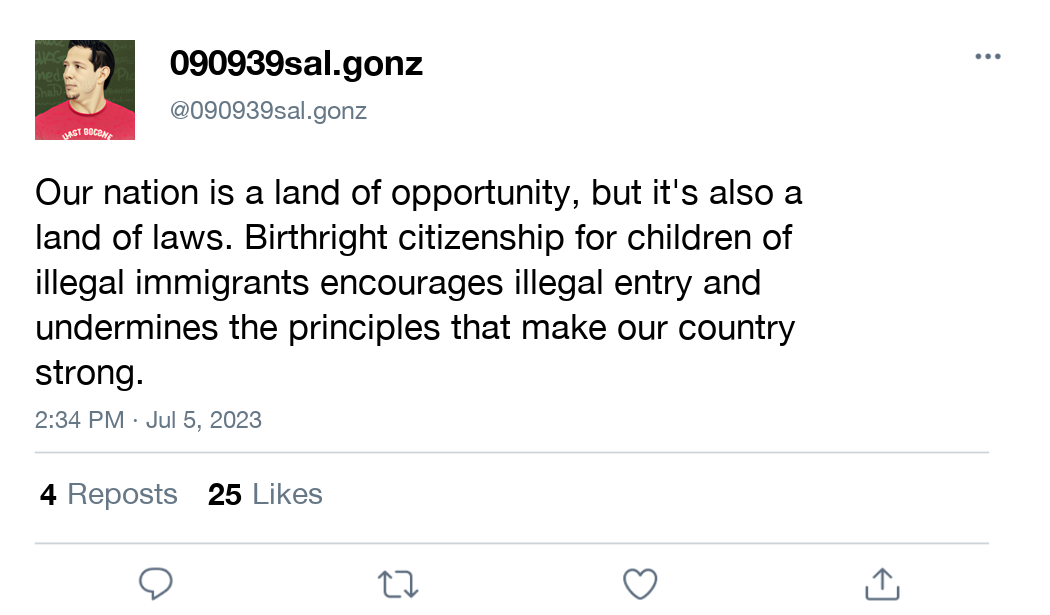 090939sal.gonz
@090939sal.gonz
Our nation is a land of opportunity, but it's also a
land of laws. Birthright citizenship for children of
illegal immigrants encourages illegal entry and
undermines the principles that make our country
strong.
2:34 PM · Jul 5, 2023
4 Reposts 25 Likes